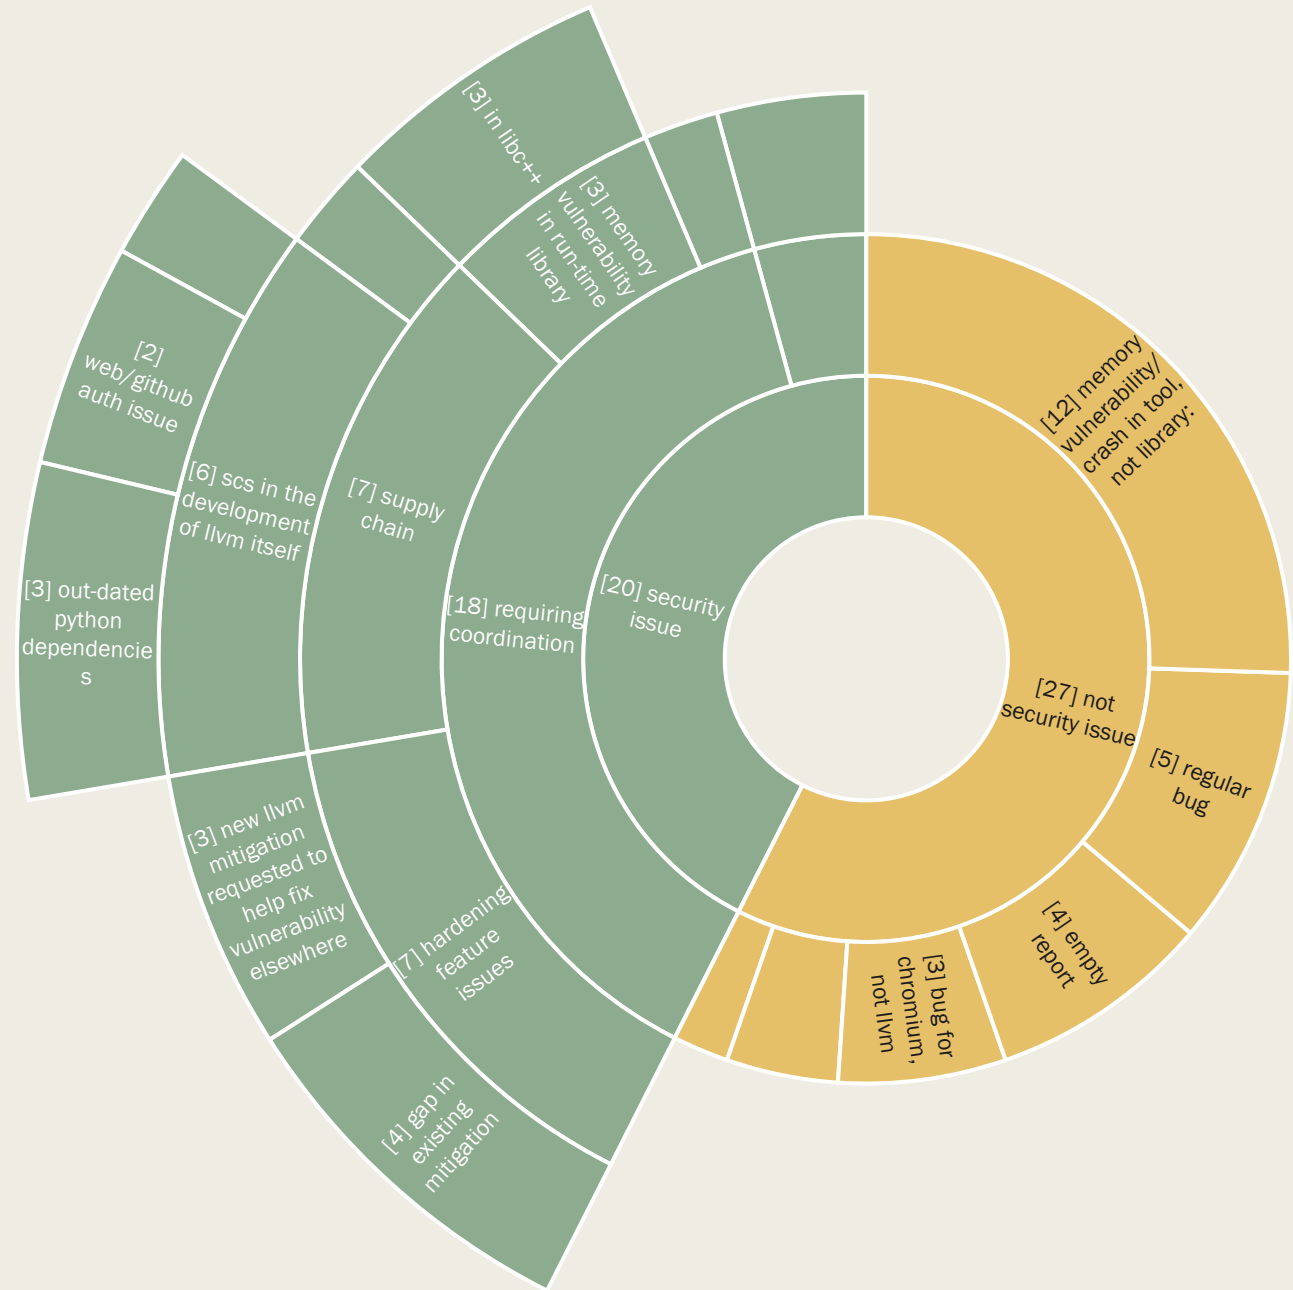 [3] in libc++
[3] memory
vulnerability
in run-time
library
[2]
web/github
auth issue
[6] scs in the
development
of llvm itself
[7] supply
chain
[3] out-dated
python
dependencie
s
[18] requiring
coordination
[20] security
issue
[3] new llvm
mitigation
requested to
help fix
vulnerability
elsewhere
[7] hardening
feature
issues
[4] gap in
existing
mitigation
[12] memory
vulnerability/
crash in tool,
not library:
[27] not
security issue
[5] regular
bug
[4] empty
report
[3] bug for
chromium,
not llvm